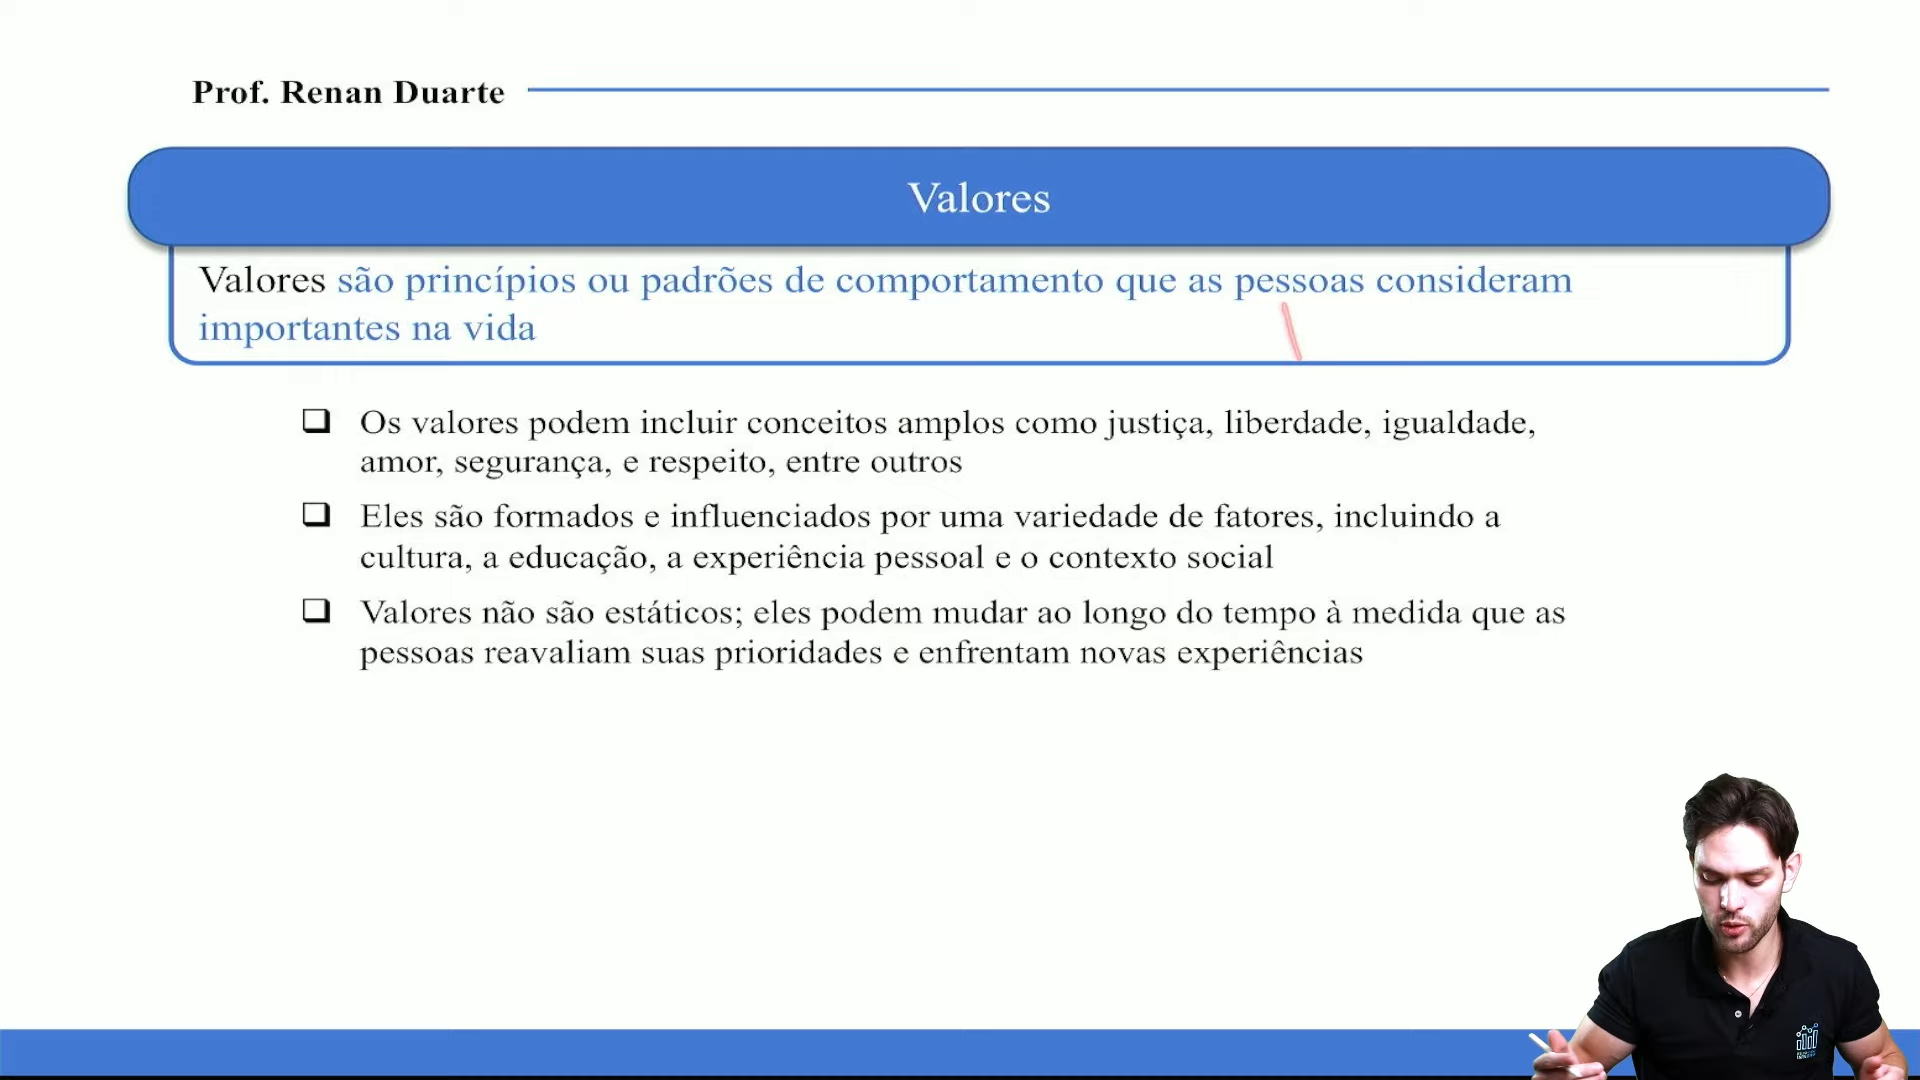 Prof. Renan Duarte
Valores
Valores são princípios ou padrões de comportamento que as pessoas consideram
importantes na vida
❑ Os valores podem incluir conceitos amplos como justiça, liberdade, igualdade,
amor, segurança, e respeito, entre outros
❑ Eles são formados e influenciados por uma variedade de fatores, incluindo a
cultura, a educação, a experiência pessoal e o contexto social
❑ Valores não são estáticos; eles podem mudar ao longo do tempo à medida que as
pessoas reavaliam suas prioridades e enfrentam novas experiências